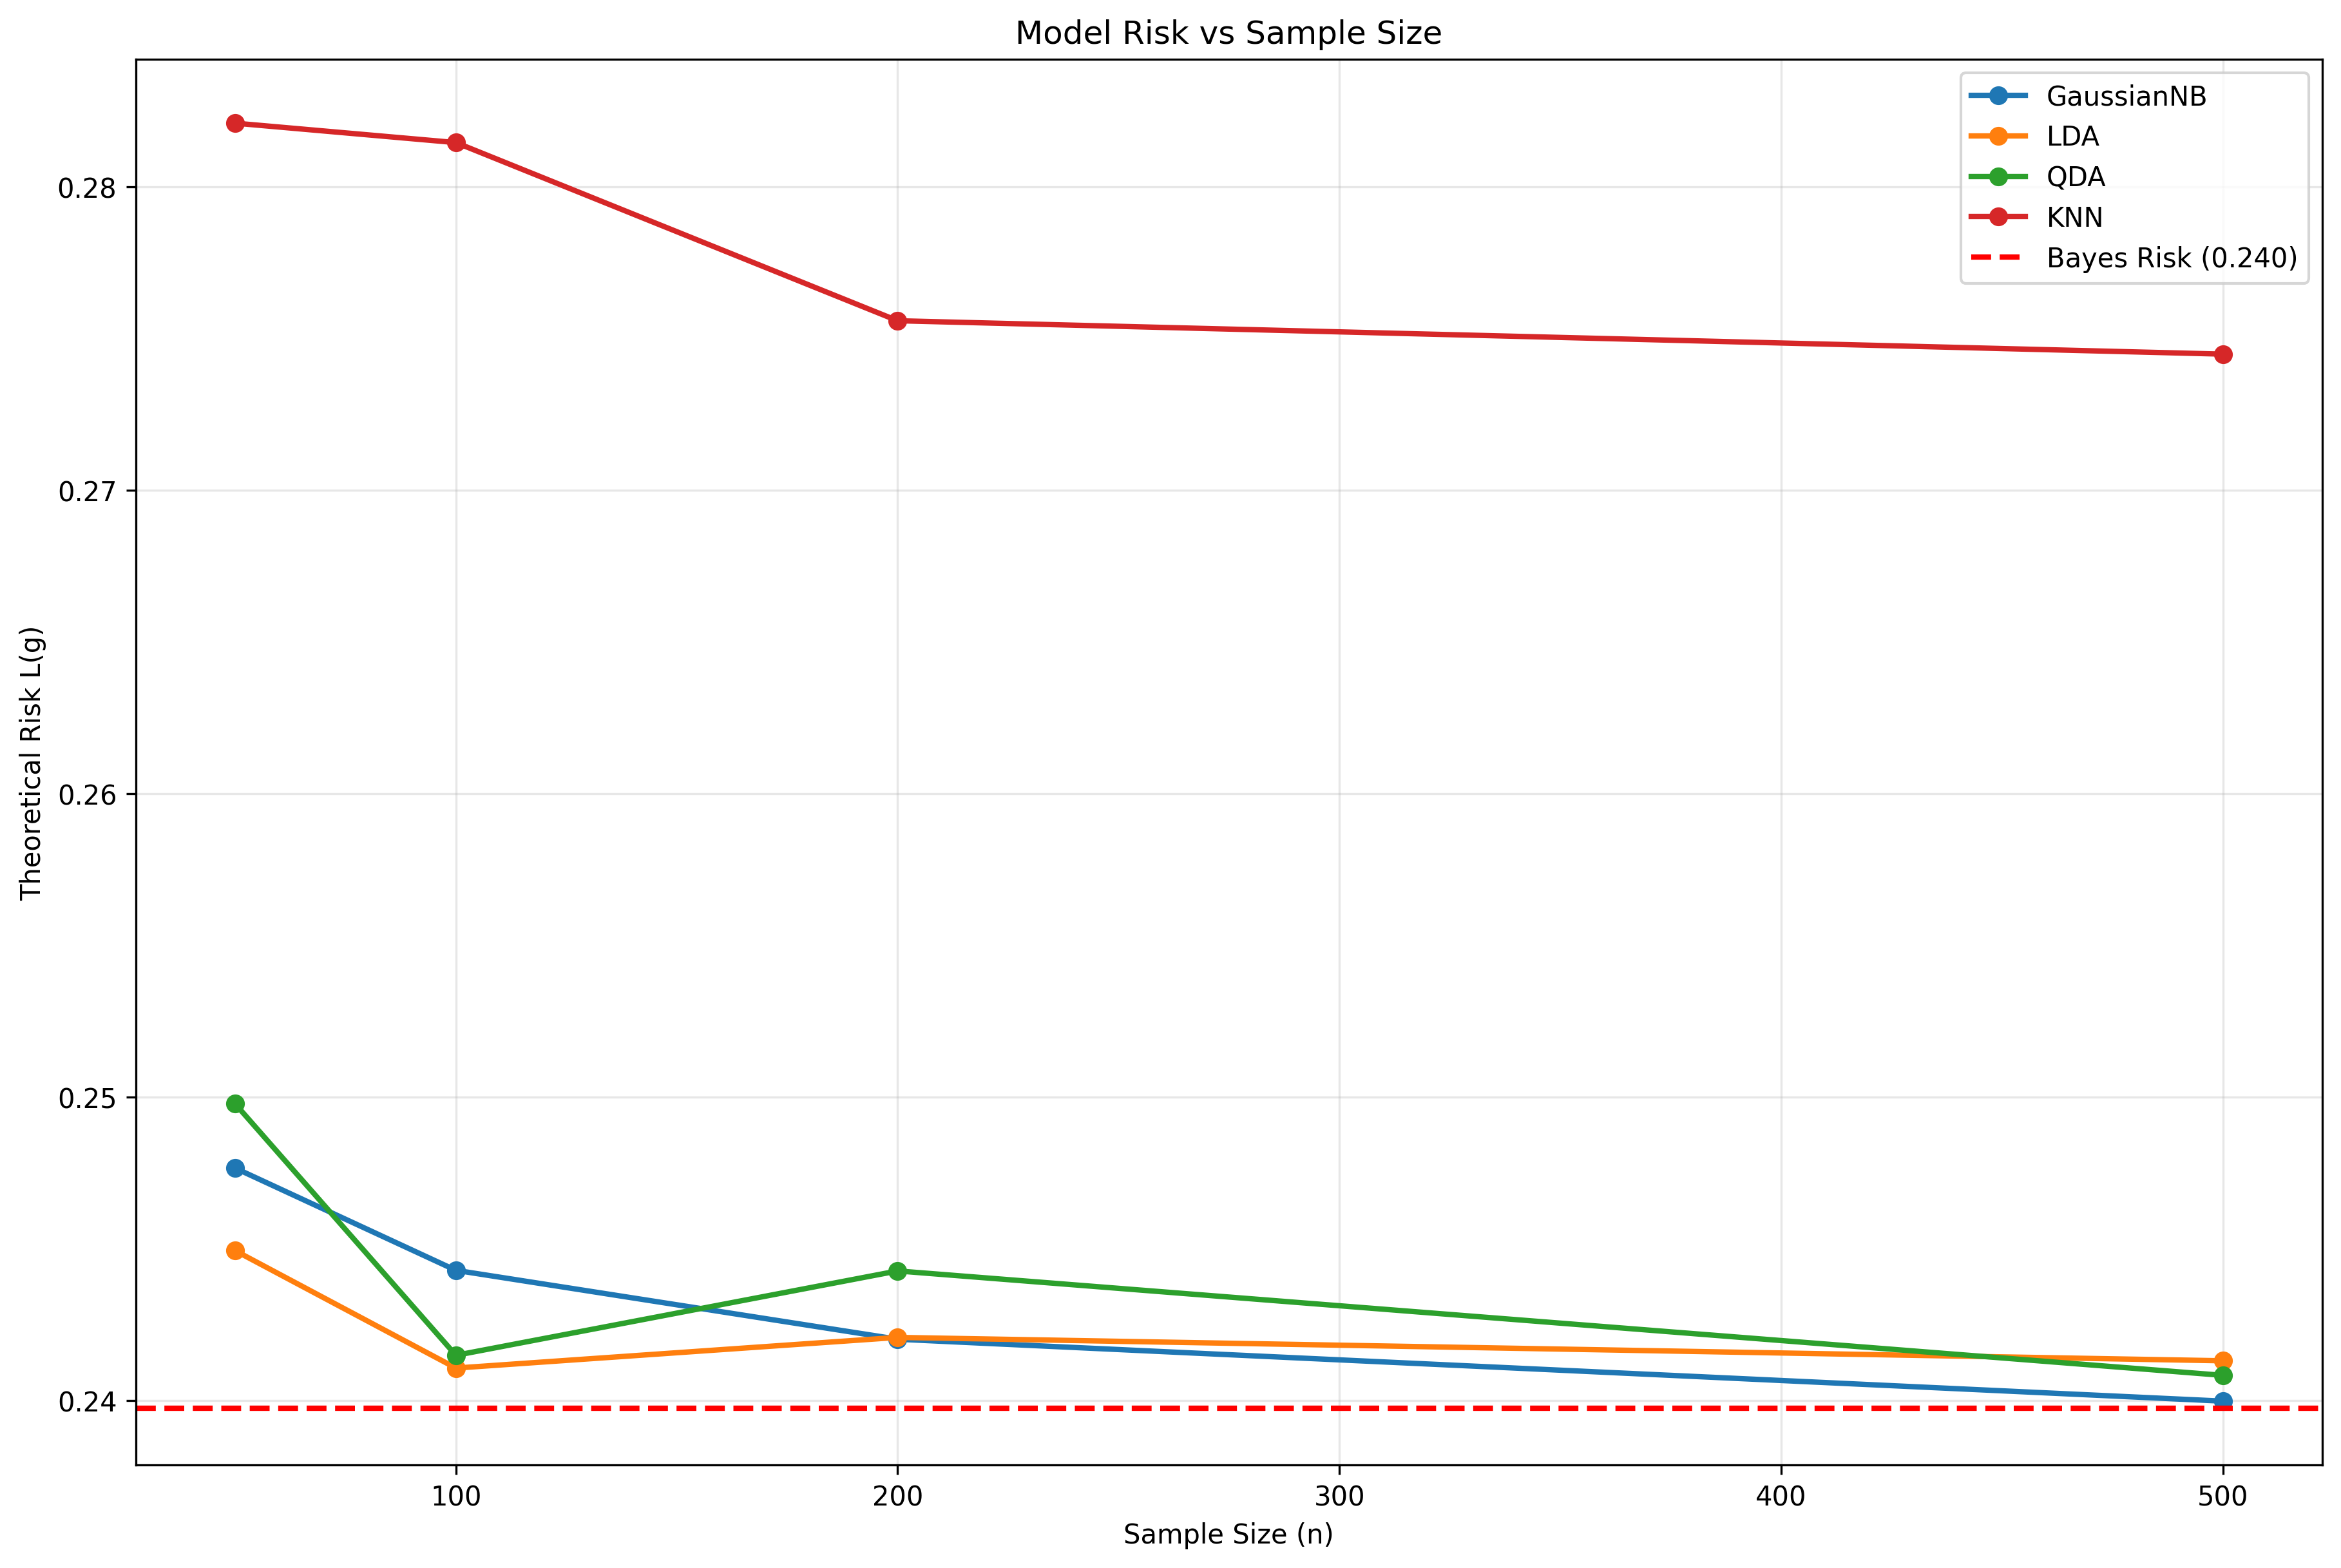 Model Risk vs Sample Size
GaussianNB
LDA
QDA
KNN
Bayes Risk (0.240)
Theoretical Risk L(g)
0.28
0.27
0.26
0.25
0.24
100
200
300
400
500
Sample Size (n)